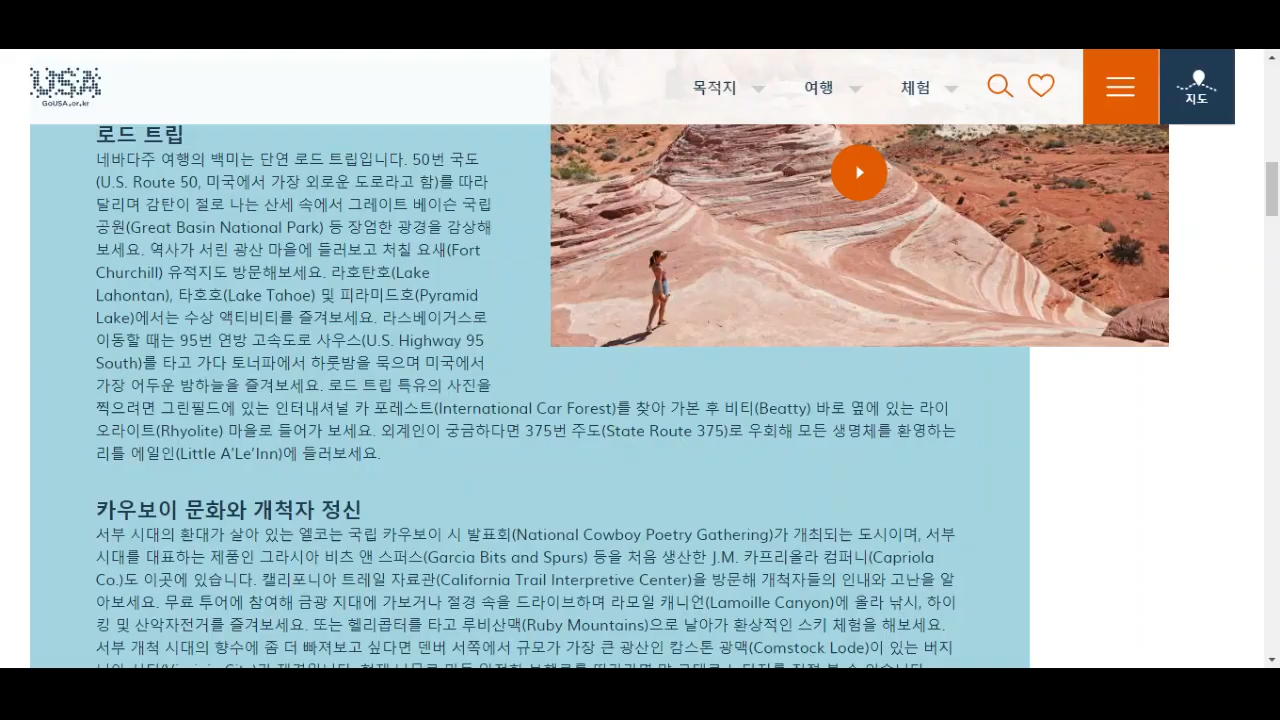 USA
GoUSA.or.kr
목적지
여행
체험
지도
로드 트립
네바다주 여행의 백미는 단연 로드 트립입니다. 50번 국도
(U.S. Route 50, 미국에서 가장 외로운 도로라고 함)를 따라
달리며 감탄이 절로 나는 산세 속에서 그레이트 베이슨 국립
공원(Great Basin National Park) 등 장엄한 광경을 감상해
보세요. 역사가 서린 광산 마을에 들러보고 처칠 요새(Fort
Churchill) 유적지도 방문해보세요. 라호탄호(Lake
Lahontan), 타호호(Lake Tahoe) 및 피라미드호(Pyramid
Lake)에서는 수상 액티비티를 즐겨보세요. 라스베이거스로
이동할 때는 95번 연방 고속도로 사우스(U.S. Highway 95
South)를 타고 가다 토너파에서 하룻밤을 묵으며 미국에서
가장 어두운 밤하늘을 즐겨보세요. 로드 트립 특유의 사진을
찍으려면 그린필드에 있는 인터내셔널 카 포레스트(International Car Forest)를 찾아 가본 후 비티(Beatty) 바로 옆에 있는 라이
오라이트(Rhyolite) 마을로 들어가 보세요. 외계인이 궁금하다면 375번 주도(State Route 375)로 우회해 모든 생명체를 환영하는
리틀 에일인(Little A'Le'Inn)에 들러보세요.
카우보이 문화와 개척자 정신
서부 시대의 환대가 살아 있는 엘코는 국립 카우보이 시 발표회(National Cowboy Poetry Gathering)가 개최되는 도시이며, 서부
시대를 대표하는 제품인 그라시아 비츠 앤 스퍼스(Garcia Bits and Spurs) 등을 처음 생산한 J.M. 카프리올라 컴퍼니(Capriola
Co.)도 이곳에 있습니다. 캘리포니아 트레일 자료관(California Trail Interpretive Center)을 방문해 개척자들의 인내와 고난을 알
아보세요. 무료 투어에 참여해 금광 지대에 가보거나 절경 속을 드라이브하며 라모일 캐니언(Lamoille Canyon)에 올라 낚시, 하이
킹 및 산악자전거를 즐겨보세요. 또는 헬리콥터를 타고 루비산맥(Ruby Mountains)으로 날아가 환상적인 스키 체험을 해보세요.
서부 개척 시대의 향수에 좀 더 빠져보고 싶다면 덴버 서쪽에서 규모가 가장 큰 광산인 캄스톤 광맥(Comstock Lode)이 있는 버지